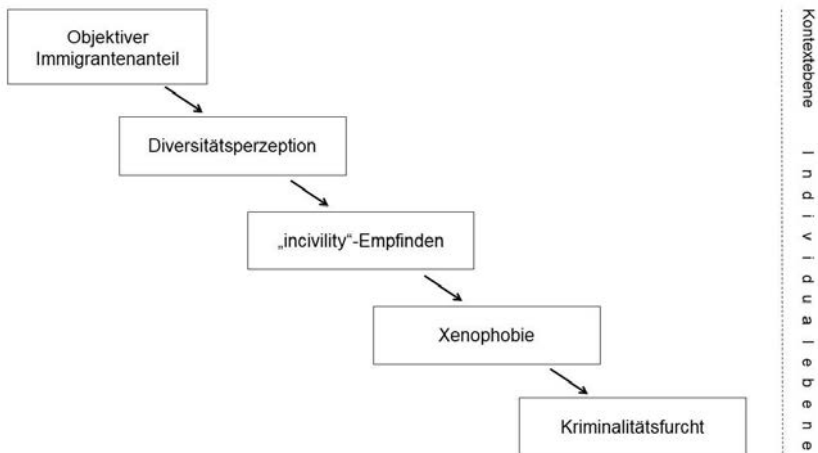 Objektiver
Immigrantenanteil
Diversitätsperzeption
„incivility“-Empfinden
Xenophobie
Kriminalitätsfurcht
Kontextebene
Individualebene